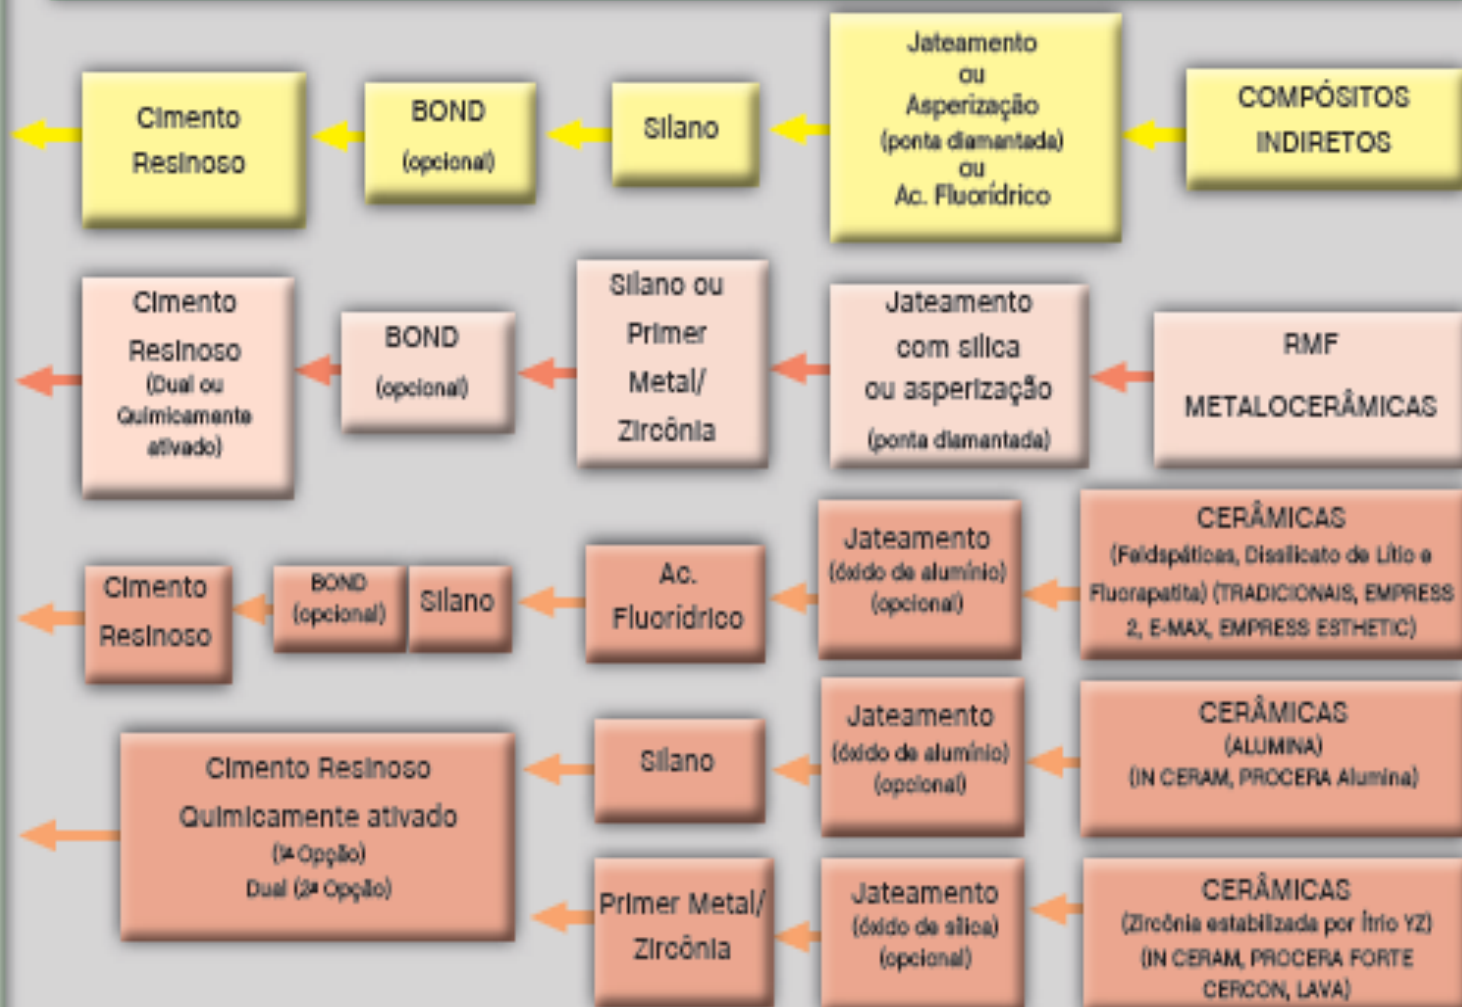 COMPÓSITOS
INDIRETOS
Jateamento
ou
Asperização
(ponta diamantada)
ou
Ac. Fluorídrico
Silano
BOND
(opcional)
Cimento
Resinoso
RMF
METALOCERÂMICAS
Jateamento
com sílica
ou asperização
(ponta diamantada)
Silano ou
Primer
Metal/
Zircônia
BOND
(opcional)
Cimento
Resinoso
(Dual ou
Quimicamente
ativado)
CERÂMICAS
(Feldspáticas, Dissilicato de Lítio e
Fluorapatita) (TRADICIONAIS, EMPRESS
2, E-MAX, EMPRESS ESTHETIC)
Jateamento
(óxido de alumínio)
(opcional)
Ac.
Fluorídrico
Silano
BOND
(opcional)
Cimento
Resinoso
CERÂMICAS
(ALUMINA)
(IN CERAM, PROCERA Alumina)
Jateamento
(óxido de alumínio)
(opcional)
Silano
Cimento Resinoso
Quimicamente ativado
(1ª Opção)
Dual (2ª Opção)
CERÂMICAS
(Zircônia estabilizada por Ítrio YZ)
(IN CERAM, PROCERA FORTE
CERCON, LAVA)
Jateamento
(óxido de sílica)
(opcional)
Primer Metal/
Zircônia